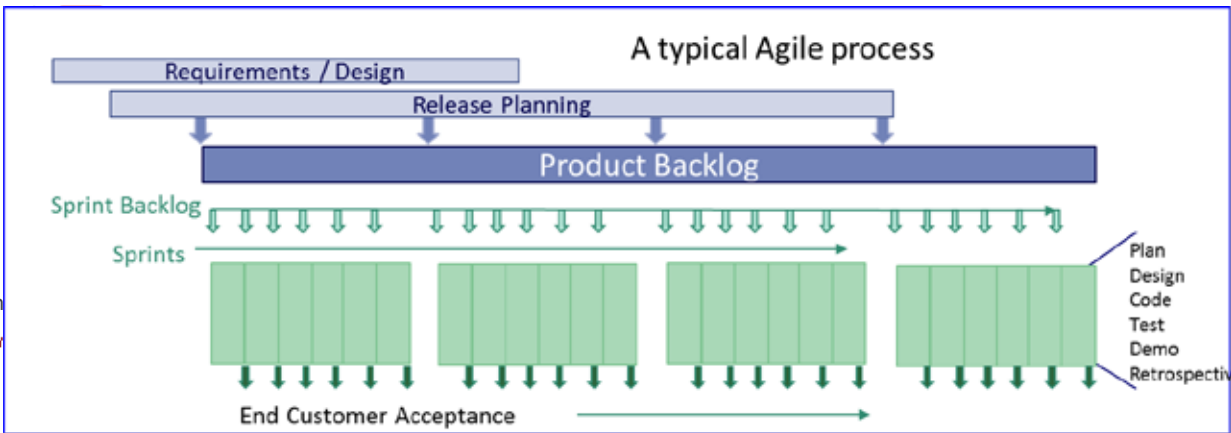 A typical Agile process
Requirements / Design
Release Planning
Product Backlog
Sprint Backlog
Sprints
Plan
Design
Code
Test
Demo
Retrospectiv
End Customer Acceptance